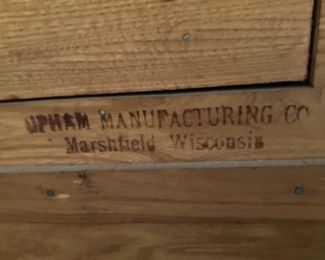 UPHAM MANUFACTURING CO
Marshfield Wisconsin